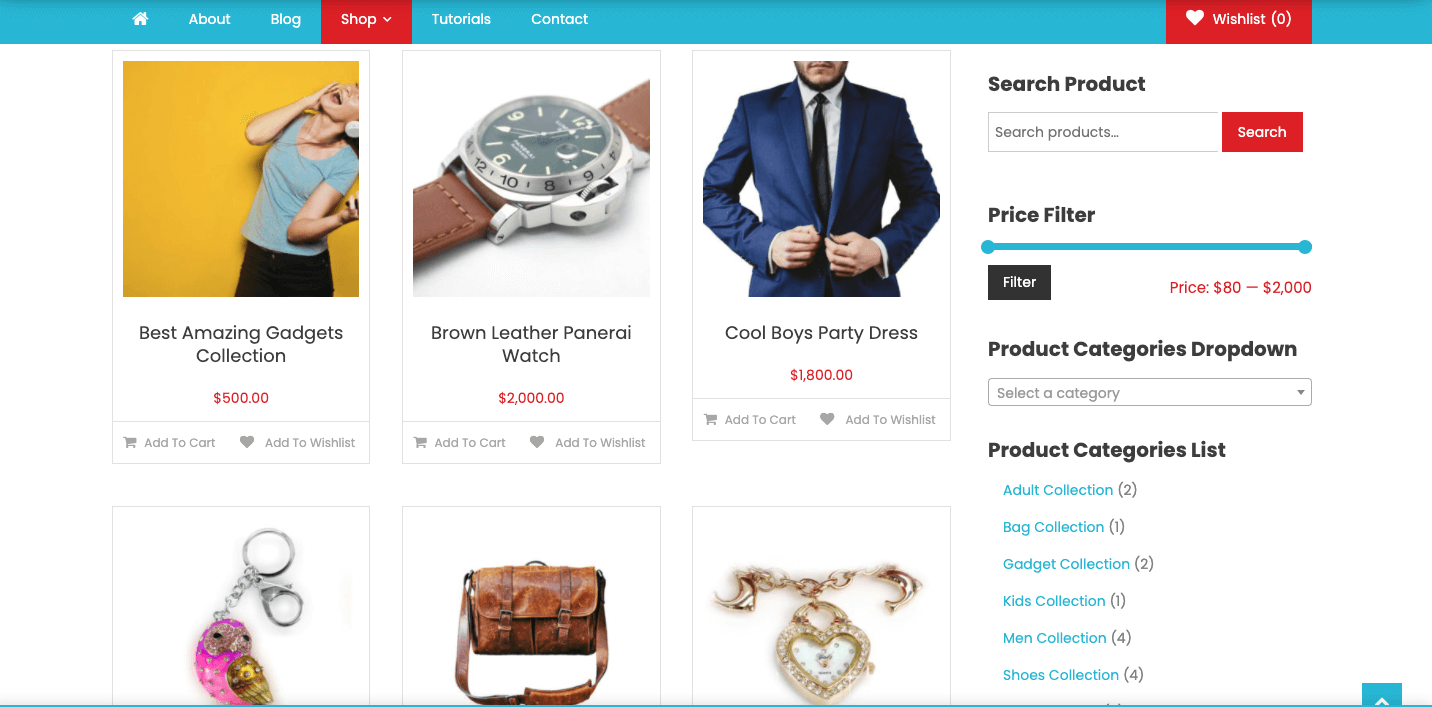 About
Blog
Shop
Tutorials
Contact
Wishlist (0)
Best Amazing Gadgets
Collection
$500.00
Add To Cart
Add To Wishlist
Brown Leather Panerai
Watch
$2,000.00
Add To Cart
Add To Wishlist
Cool Boys Party Dress
$1,800.00
Add To Cart
Add To Wishlist
Search Product
Search products…
Search
Price Filter
Filter
Price: $80 — $2,000
Product Categories Dropdown
Select a category
Product Categories List
Adult Collection (2)
Bag Collection (1)
Gadget Collection (2)
Kids Collection (1)
Men Collection (4)
Shoes Collection (4)